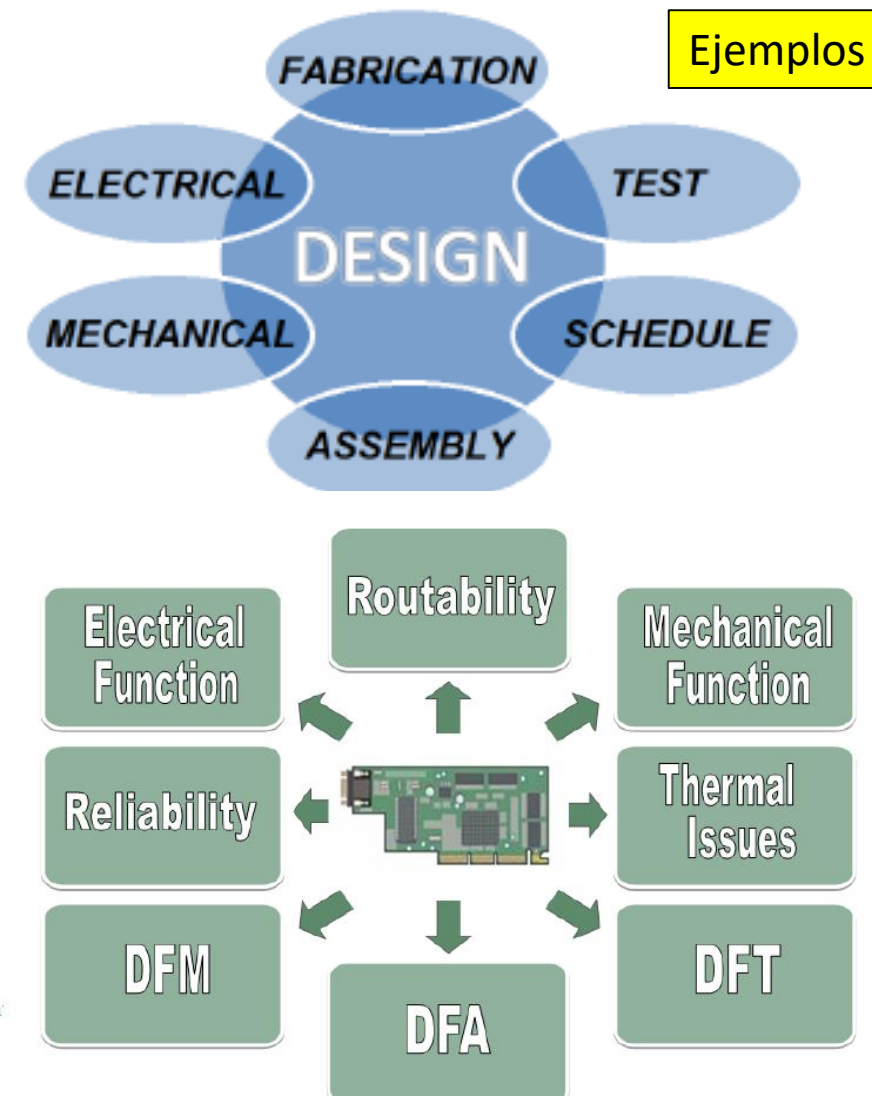 Ejemplos
FABRICATION
ELECTRICAL
TEST
DESIGN
MECHANICAL
SCHEDULE
ASSEMBLY
Routability
Electrical
Function
Mechanical
Function
Reliability
Thermal
Issues
DFM
DFA
DFT